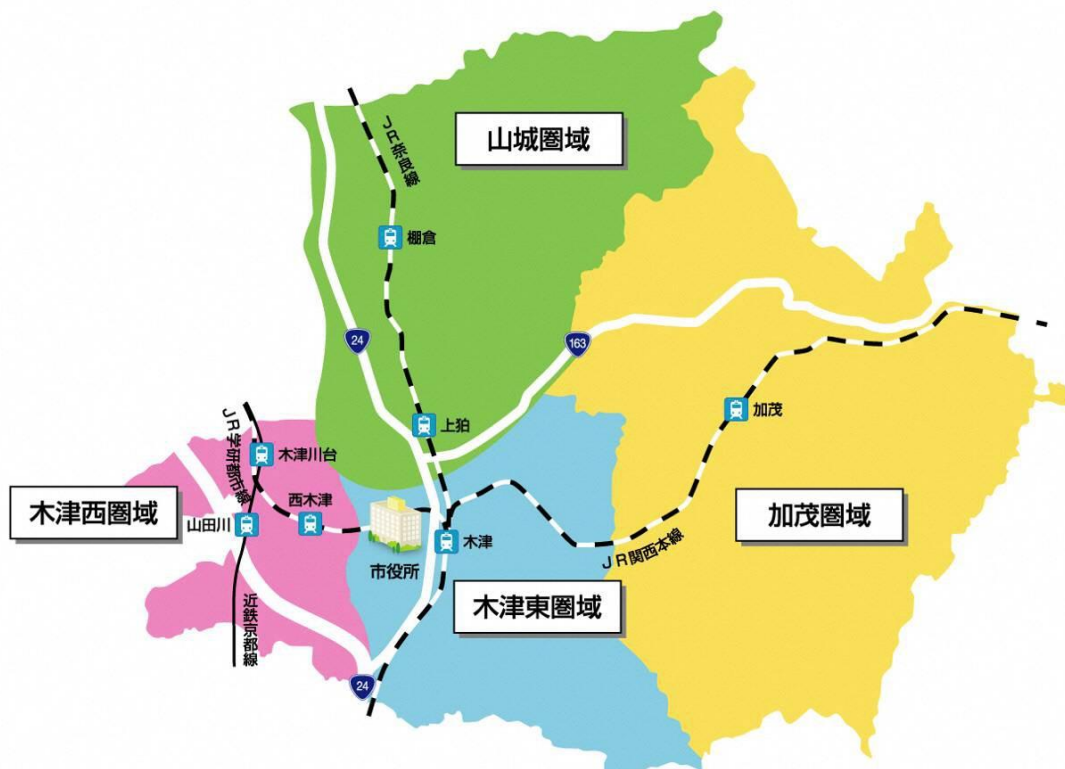 山城圏域
JR奈良線
棚倉
24
163
上狛
加茂
JR学研都市線
木津川台
西木津
木津西圏域
山田川
市役所
木津
加茂圏域
JR関西本線
木津東圏域
近鉄京都線
24